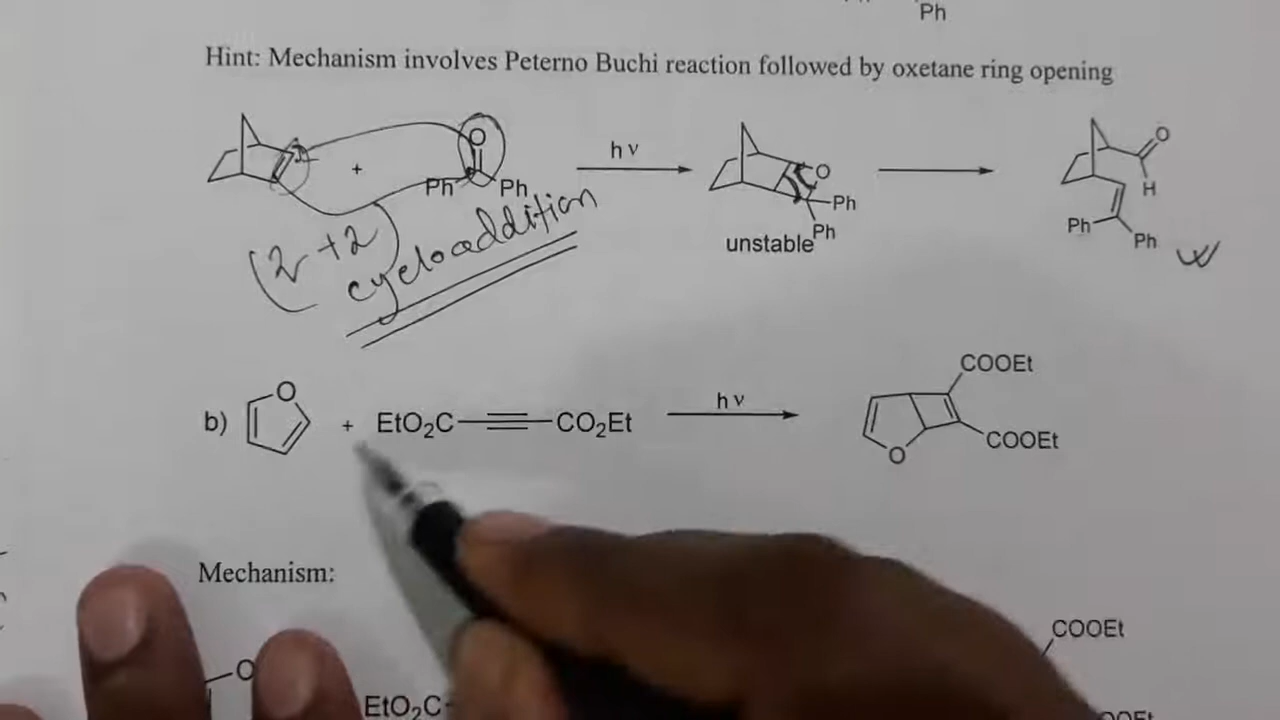 Ph
Hint: Mechanism involves Peterno Buchi reaction followed by oxetane ring opening
+
O
Ph
Ph
hν
O
Ph
Ph
unstable
O
H
Ph
Ph
(2+2)
cycloaddition
b)
O
+
EtO₂C
CO₂Et
hν
O
COOEt
COOEt
Mechanism:
O
EtO₂C
COOEt